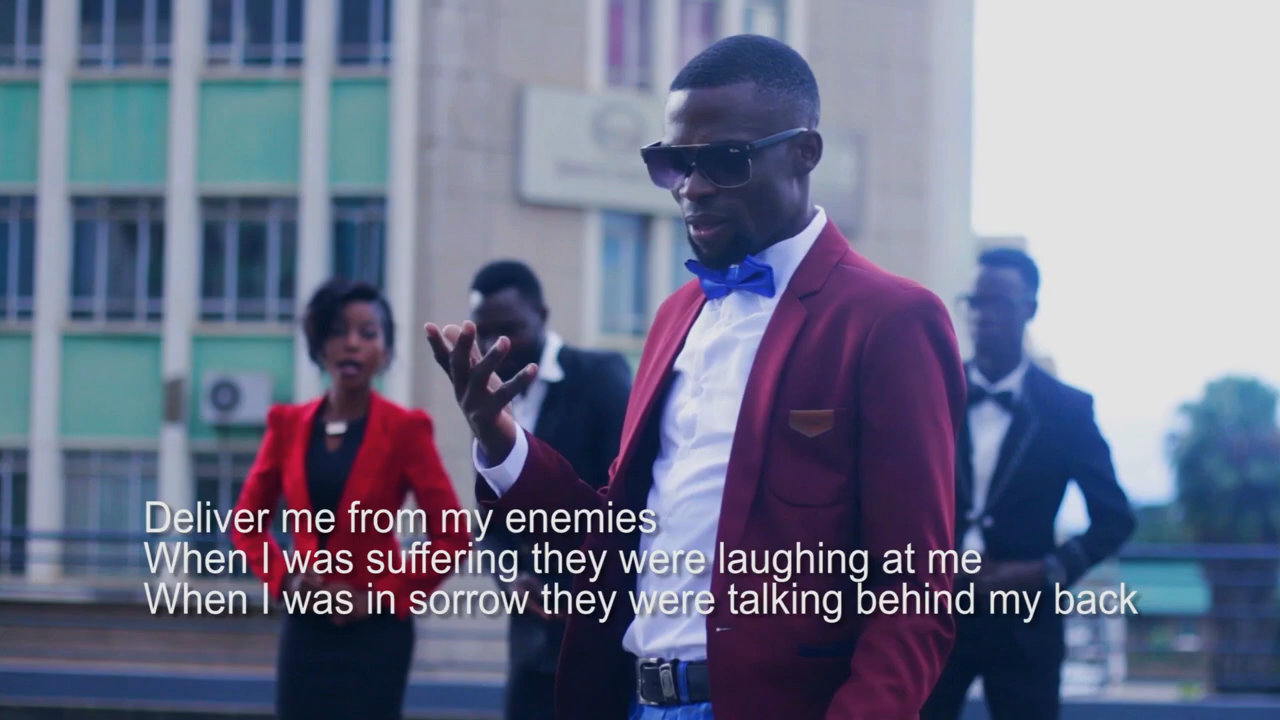 Deliver me from my enemies
When I was suffering they were laughing at me
When I was in sorrow they were talking behind my back